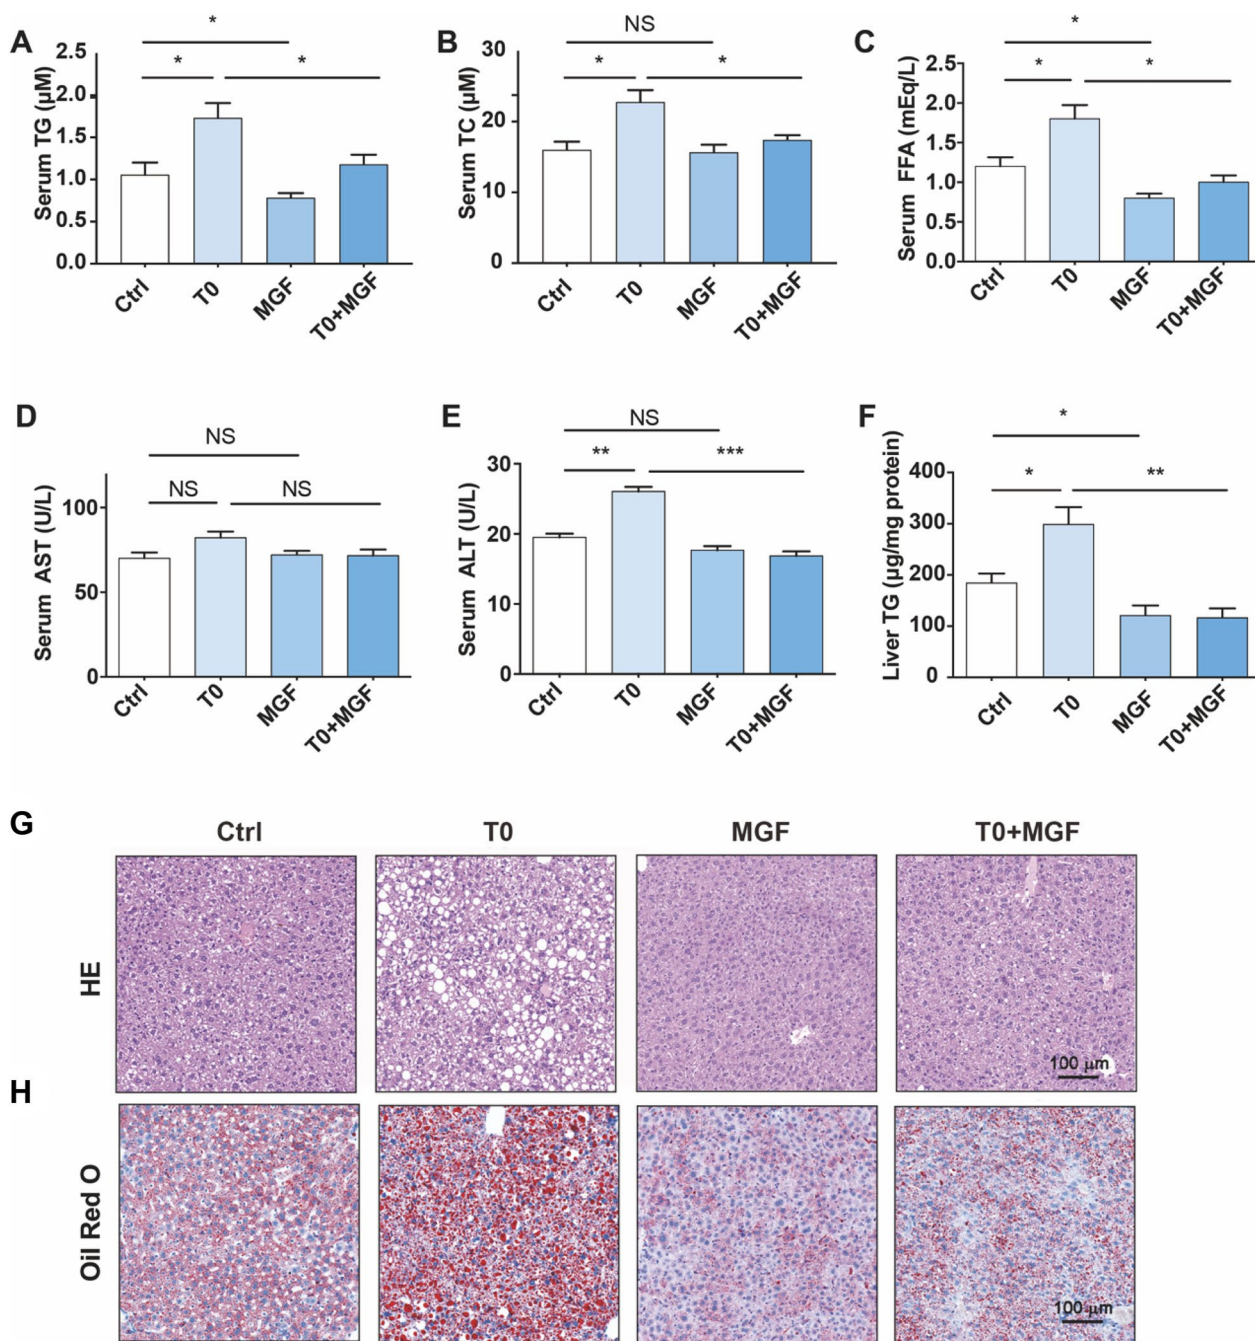 A
*
*
*
Serum TG (µM)
2.5
2.0
1.5
1.0
0.5
0.0
Ctrl
T0
MGF
T0+MGF
B
NS
*
*
Serum TC (µM)
30
20
10
0
Ctrl
T0
MGF
T0+MGF
C
*
*
*
Serum FFA (mEq/L)
2.5
2.0
1.5
1.0
0.5
0.0
Ctrl
T0
MGF
T0+MGF
D
NS
NS
NS
Serum AST (U/L)
100
50
0
Ctrl
T0
MGF
T0+MGF
E
NS
**
***
Serum ALT (U/L)
30
20
10
0
Ctrl
T0
MGF
T0+MGF
F
*
*
**
Liver TG (µg/mg protein)
400
300
200
100
0
Ctrl
T0
MGF
T0+MGF
G
Ctrl
T0
MGF
T0+MGF
HE
100 µm
H
Oil Red O
100 µm